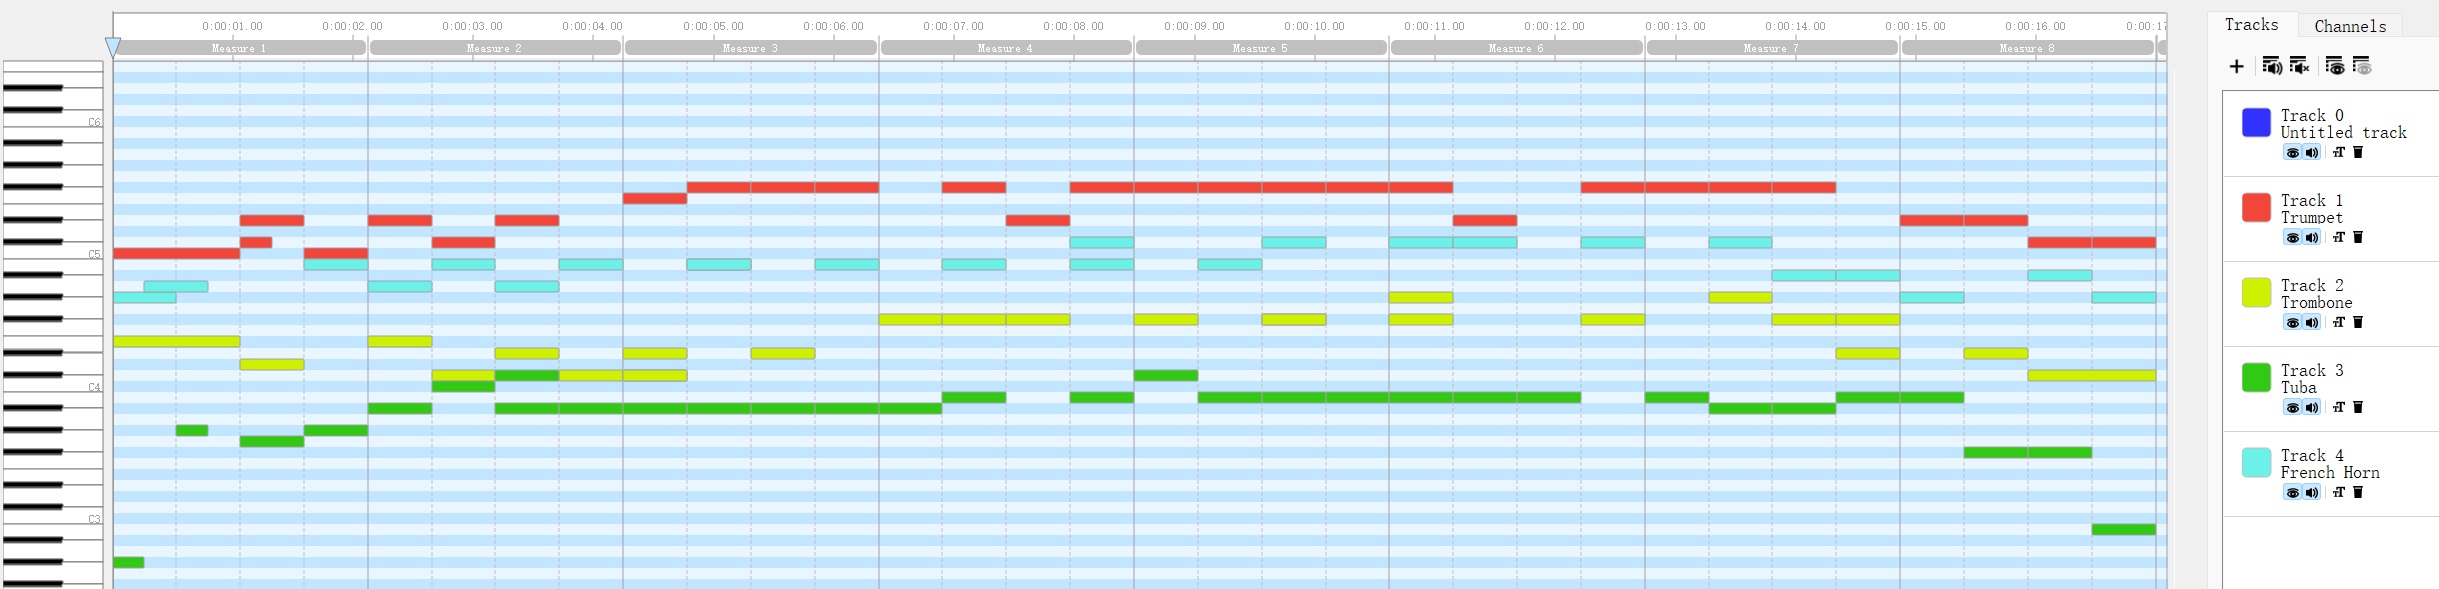 0:00:01.00 0:00:02.00 0:00:03.00 0:00:04.00 0:00:05.00 0:00:06.00 0:00:07.00 0:00:08.00 0:00:09.00 0:00:10.00 0:00:11.00 0:00:12.00 0:00:13.00 0:00:14.00 0:00:15.00 0:00:16.00 0:00:17
Measure 1 Measure 2 Measure 3 Measure 4 Measure 5 Measure 6 Measure 7 Measure 8
C6
C5
C4
C3
Tracks Channels
Track 0
Untitled track
Track 1
Trumpet
Track 2
Trombone
Track 3
Tuba
Track 4
French Horn